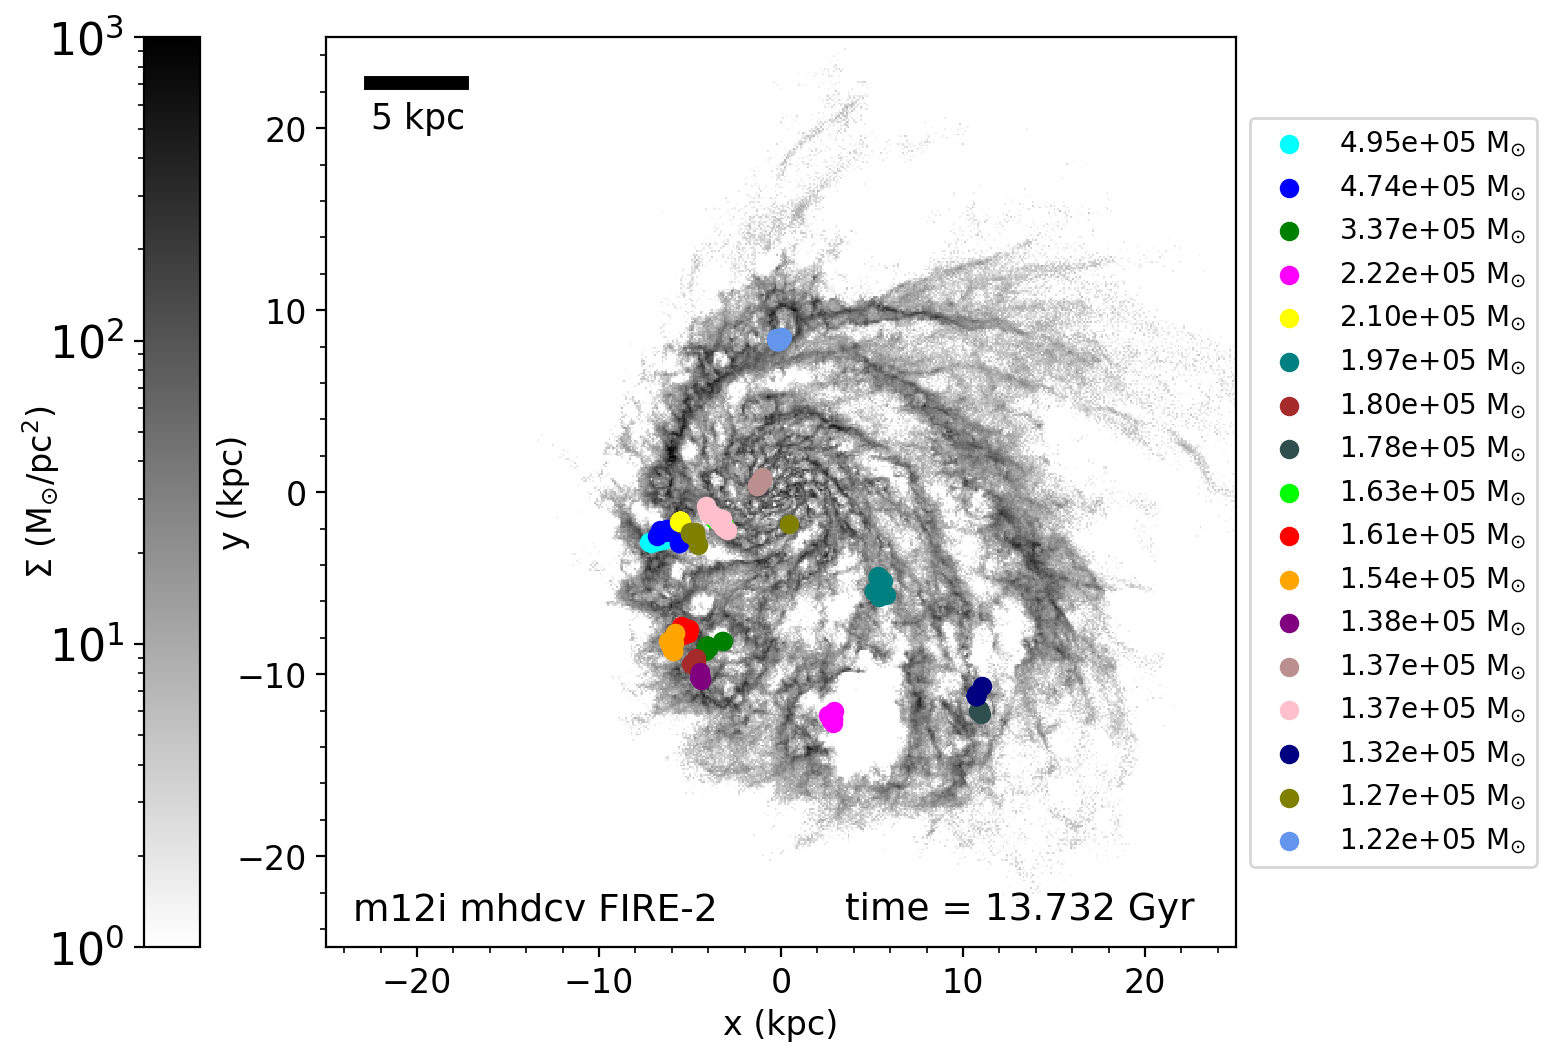 10³
10²
10¹
10⁰
Σ (M⊙/pc²)
y (kpc)
20
10
0
−10
−20
5 kpc
m12i mhdcv FIRE-2
time = 13.732 Gyr
−20
−10
0
10
20
x (kpc)
4.95e+05 M⊙
4.74e+05 M⊙
3.37e+05 M⊙
2.22e+05 M⊙
2.10e+05 M⊙
1.97e+05 M⊙
1.80e+05 M⊙
1.78e+05 M⊙
1.63e+05 M⊙
1.61e+05 M⊙
1.54e+05 M⊙
1.38e+05 M⊙
1.37e+05 M⊙
1.37e+05 M⊙
1.32e+05 M⊙
1.27e+05 M⊙
1.22e+05 M⊙